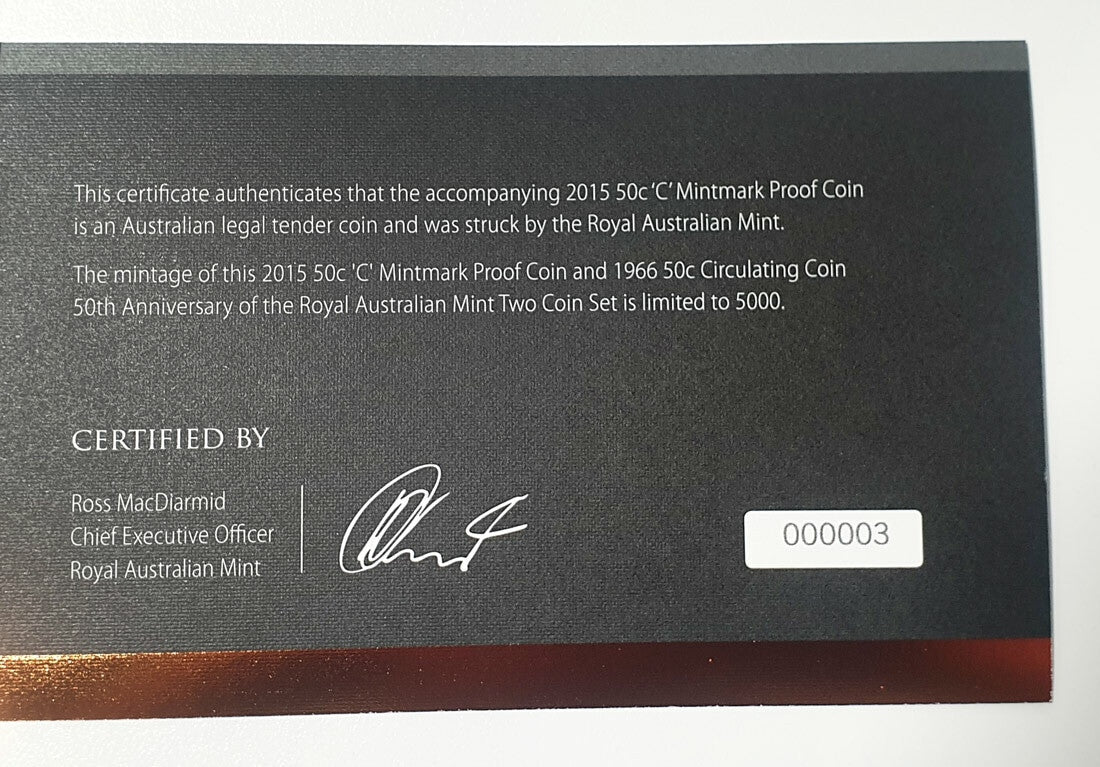 This certificate authenticates that the accompanying 2015 50c ‘C’ Mintmark Proof Coin
is an Australian legal tender coin and was struck by the Royal Australian Mint.
The mintage of this 2015 50c 'C' Mintmark Proof Coin and 1966 50c Circulating Coin
50th Anniversary of the Royal Australian Mint Two Coin Set is limited to 5000.
CERTIFIED BY
Ross MacDiarmid
Chief Executive Officer
Royal Australian Mint
000003